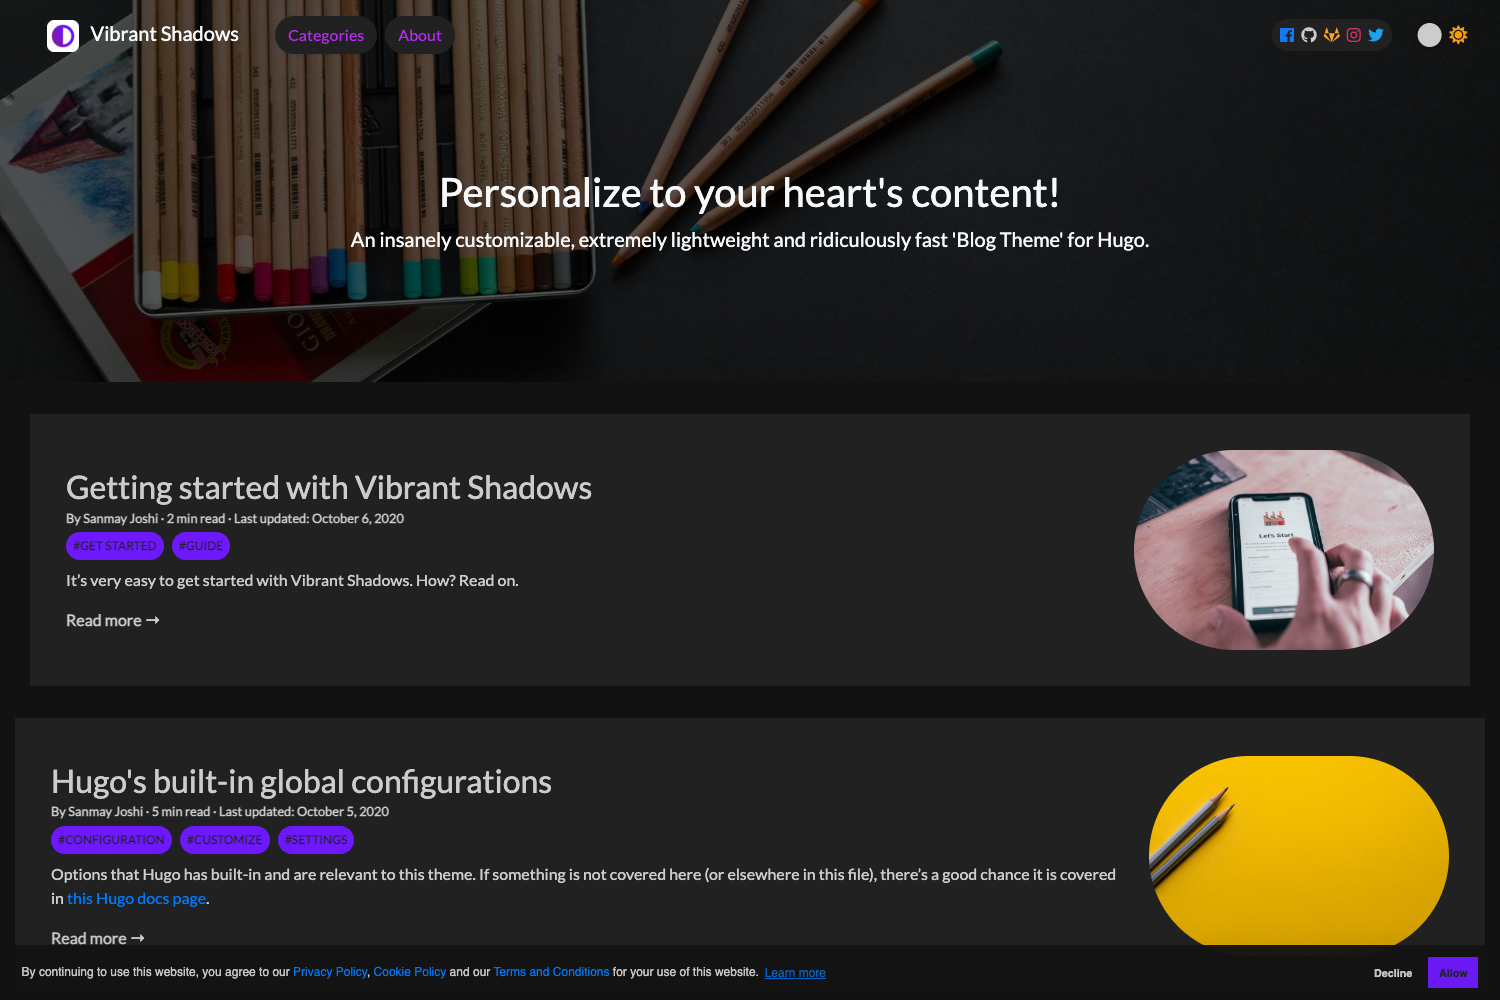 Vibrant Shadows
Categories
About
Personalize to your heart's content!
An insanely customizable, extremely lightweight and ridiculously fast 'Blog Theme' for Hugo.
Getting started with Vibrant Shadows
By Sanmay Joshi · 2 min read · Last updated: October 6, 2020
#GET STARTED #GUIDE
It’s very easy to get started with Vibrant Shadows. How? Read on.
Read more →
Let's Start
Hugo's built-in global configurations
By Sanmay Joshi · 5 min read · Last updated: October 5, 2020
#CONFIGURATION #CUSTOMIZE #SETTINGS
Options that Hugo has built-in and are relevant to this theme. If something is not covered here (or elsewhere in this file), there’s a good chance it is covered
in this Hugo docs page.
Read more →
By continuing to use this website, you agree to our Privacy Policy, Cookie Policy and our Terms and Conditions for your use of this website. Learn more
Decline
Allow